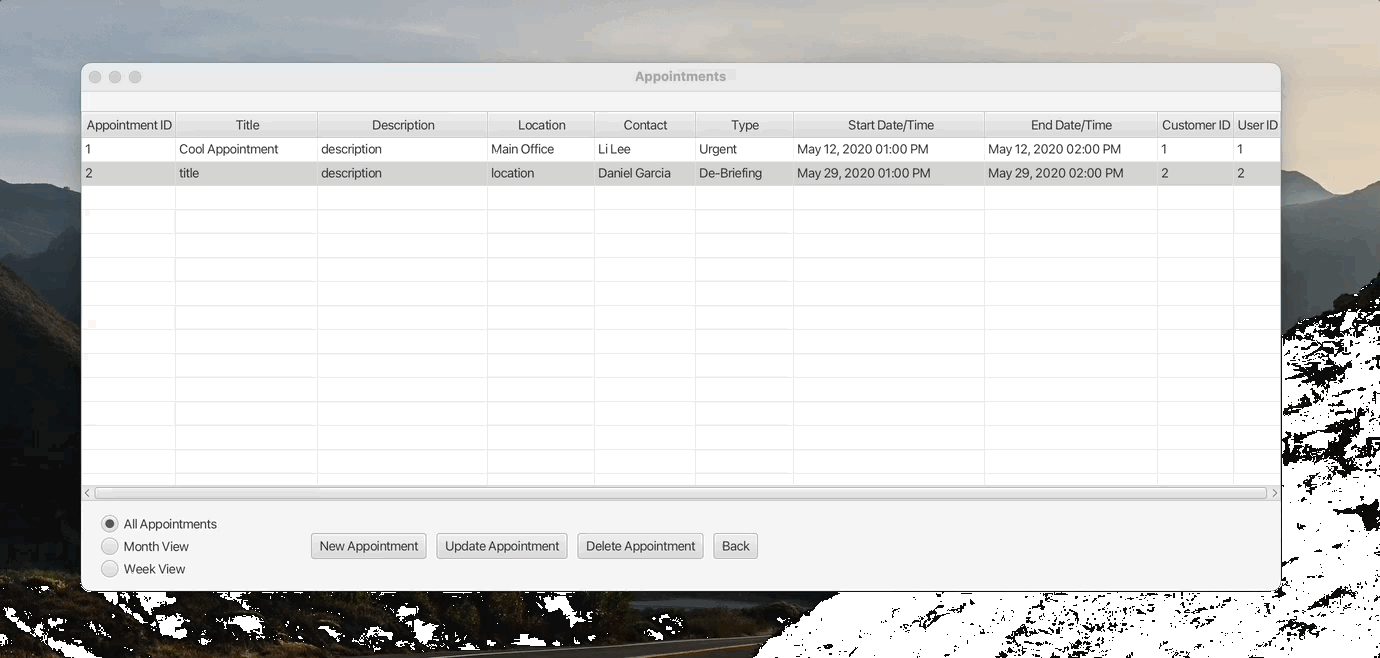 Appointments
Appointment ID Title Description Location Contact Type Start Date/Time End Date/Time Customer ID User ID
1 Cool Appointment description Main Office Li Lee Urgent May 12, 2020 01:00 PM May 12, 2020 02:00 PM 1 1
2 title description location Daniel Garcia De-Briefing May 29, 2020 01:00 PM May 29, 2020 02:00 PM 2 2
All Appointments
Month View
Week View
New Appointment Update Appointment Delete Appointment Back